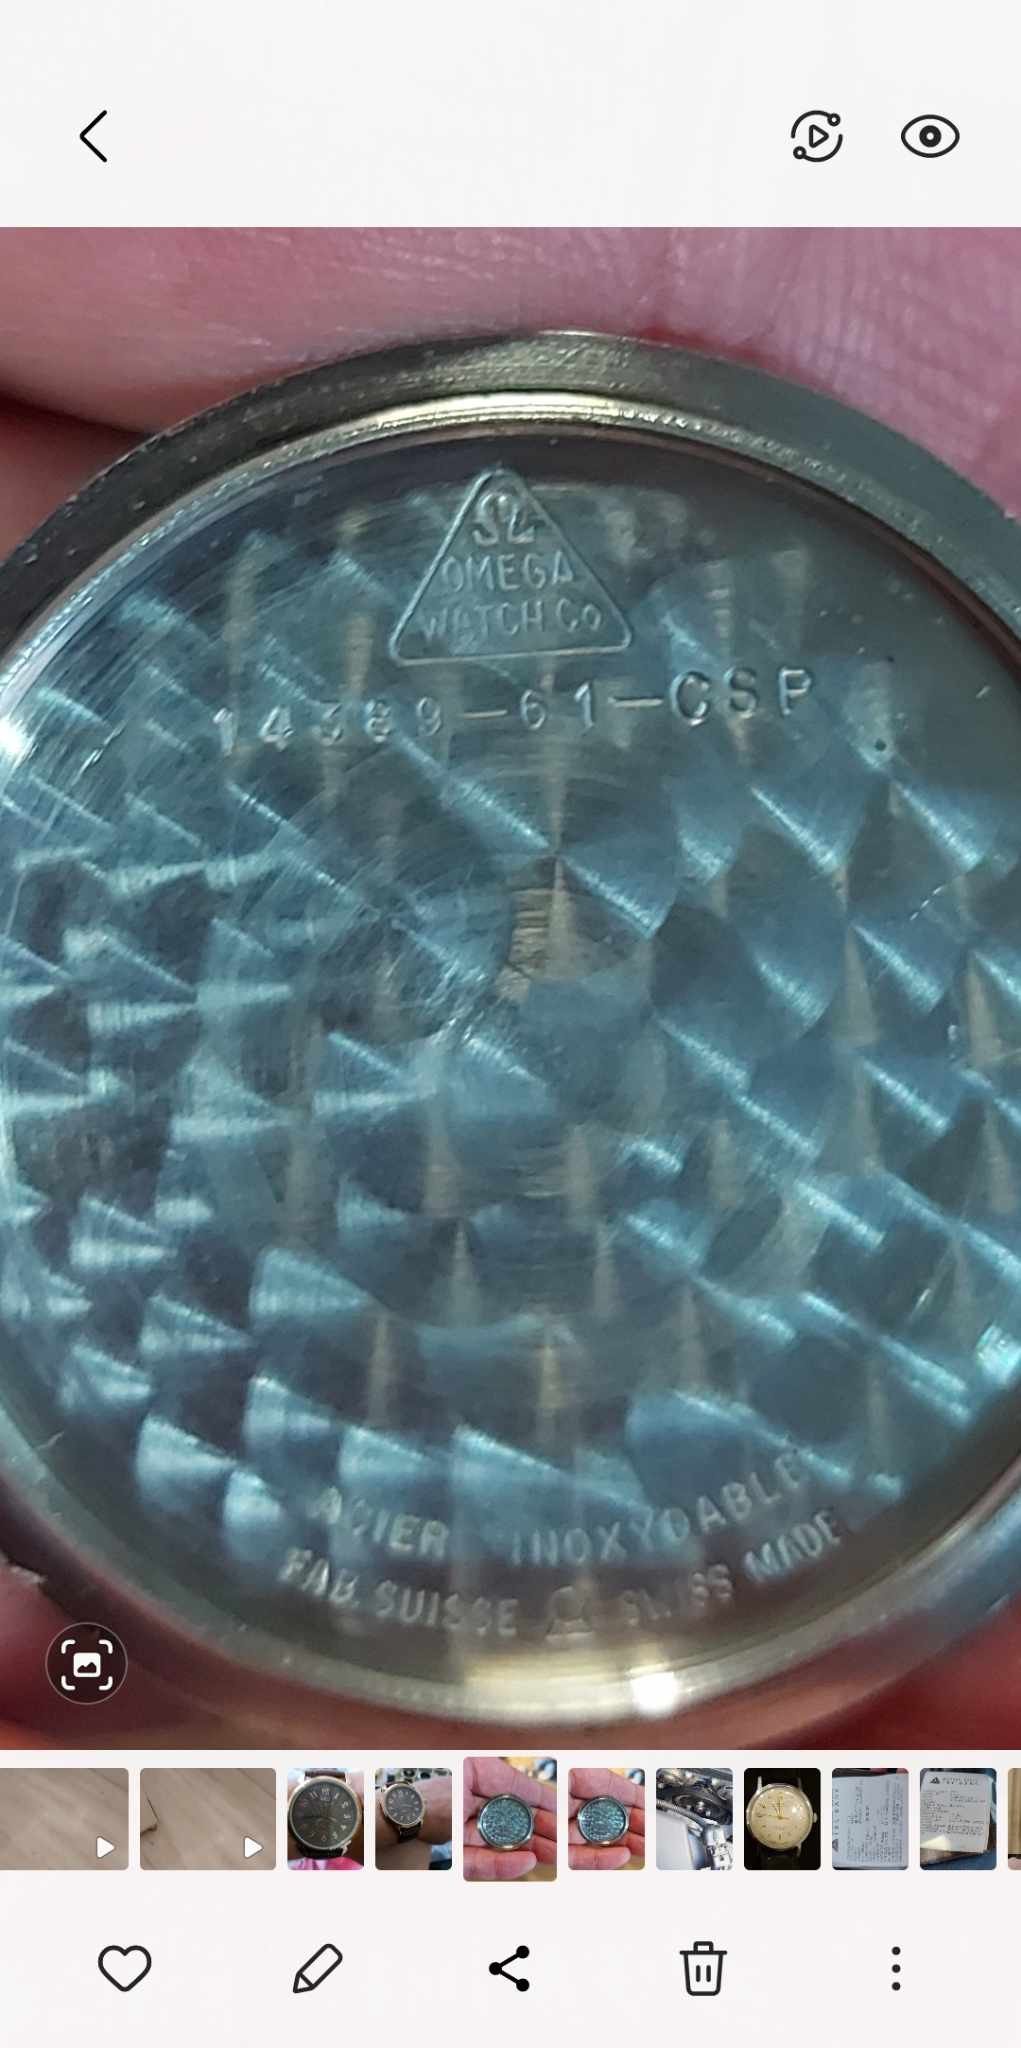 Ω
OMEGA
WATCH Co
14389-61-CSP
ACIER INOXYDABLE
FAB. SUISSE SWISS MADE